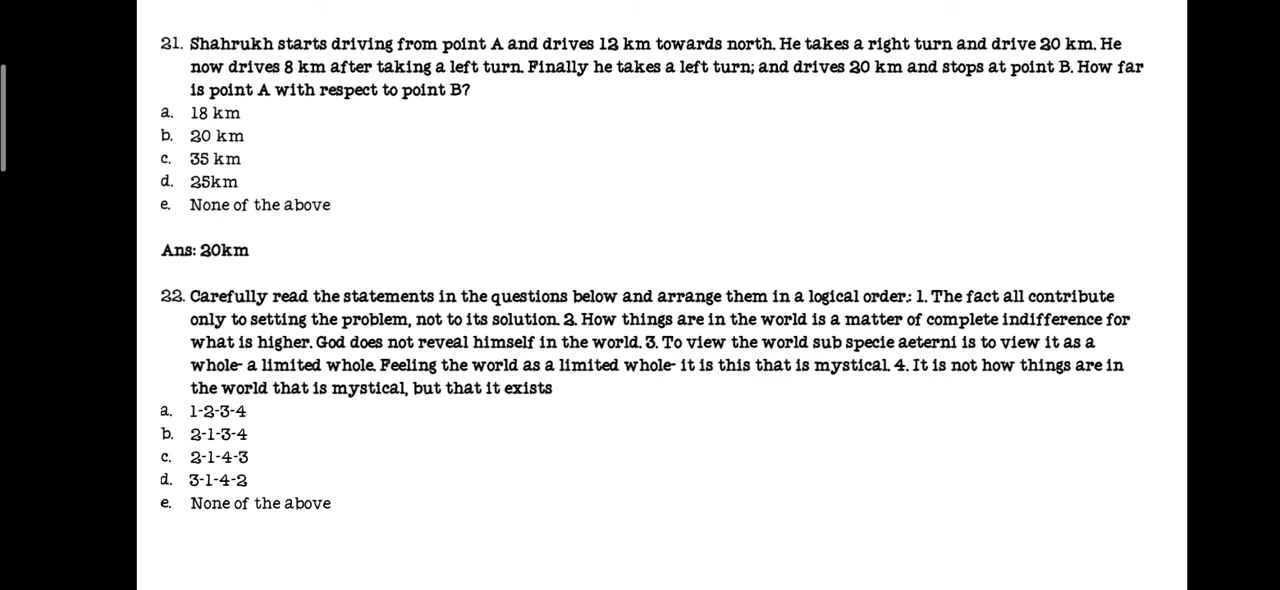 21. Shahrukh starts driving from point A and drives 12 km towards north. He takes a right turn and drive 20 km. He
now drives 8 km after taking a left turn. Finally he takes a left turn; and drives 20 km and stops at point B. How far
is point A with respect to point B?
a. 18 km
b. 20 km
c. 35 km
d. 25km
e. None of the above
Ans: 20km
22. Carefully read the statements in the questions below and arrange them in a logical order.: 1. The fact all contribute
only to setting the problem, not to its solution. 2. How things are in the world is a matter of complete indifference for
what is higher. God does not reveal himself in the world. 3. To view the world sub specie aeterni is to view it as a
whole- a limited whole. Feeling the world as a limited whole- it is this that is mystical. 4. It is not how things are in
the world that is mystical, but that it exists
a. 1-2-3-4
b. 2-1-3-4
c. 2-1-4-3
d. 3-1-4-2
e. None of the above